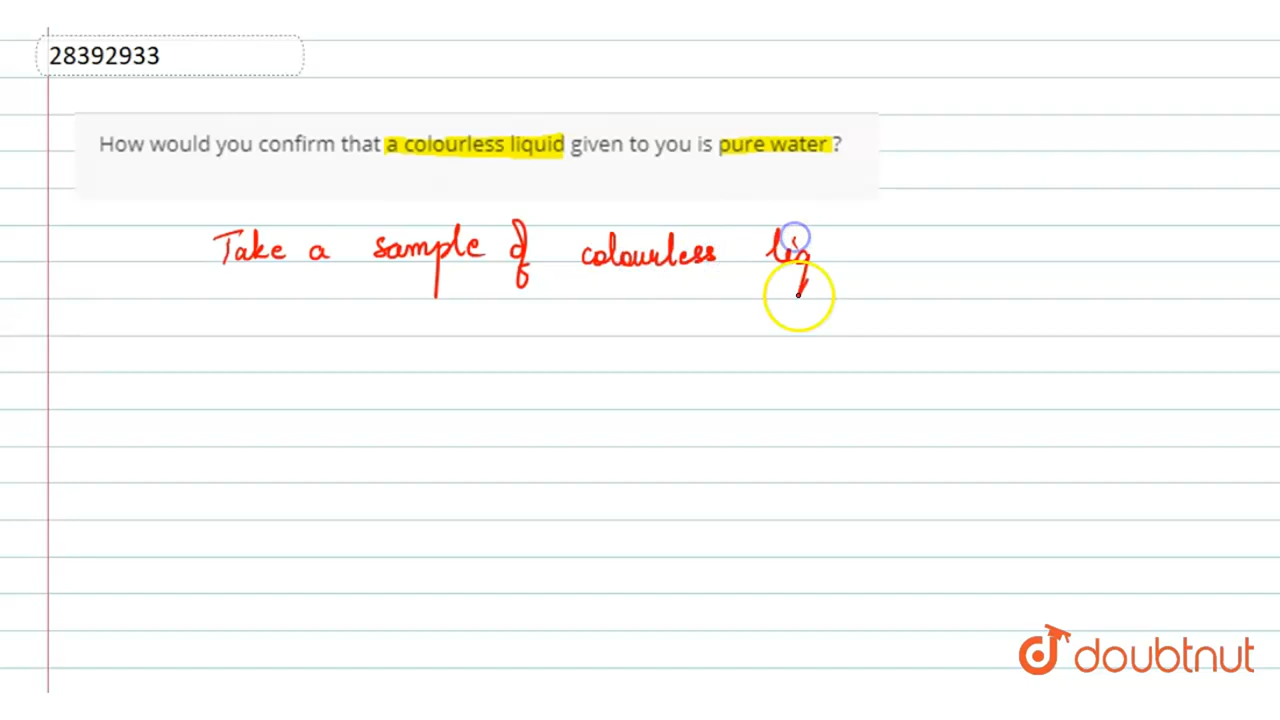 28392933
How would you confirm that a colourless liquid given to you is pure water ?
Take a sample of colourless liq
doubtnut